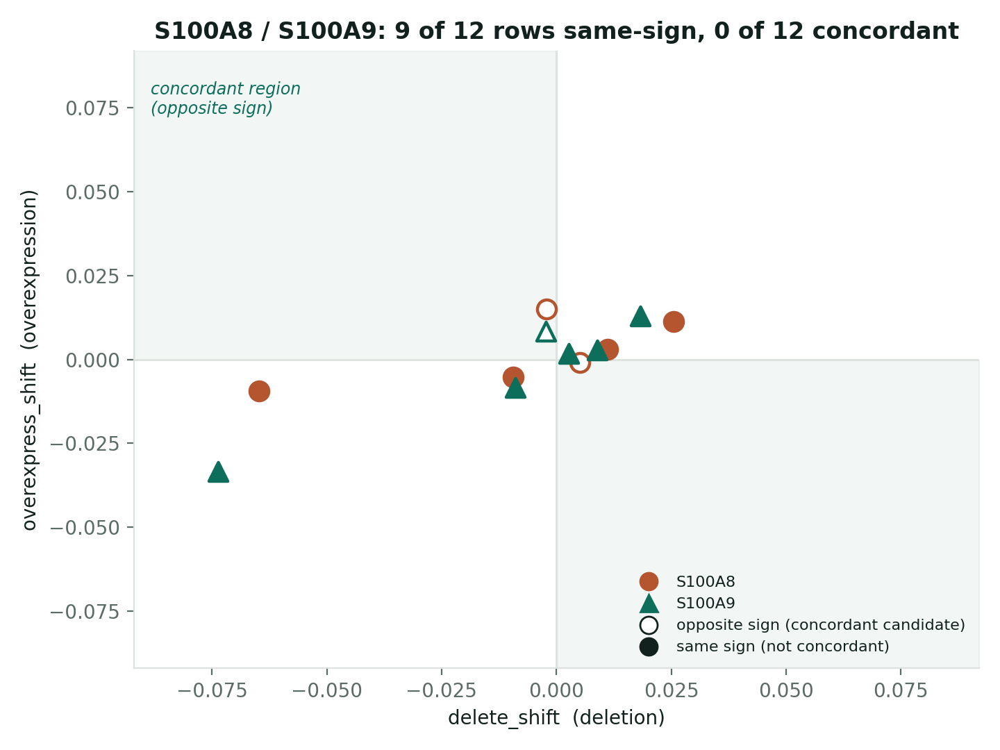 S100A8 / S100A9: 9 of 12 rows same-sign, 0 of 12 concordant
concordant region
(opposite sign)
0.075
0.050
0.025
0.000
−0.025
−0.050
−0.075
overexpress_shift (overexpression)
S100A8
S100A9
opposite sign (concordant candidate)
same sign (not concordant)
−0.075
−0.050
−0.025
0.000
0.025
0.050
0.075
delete_shift (deletion)